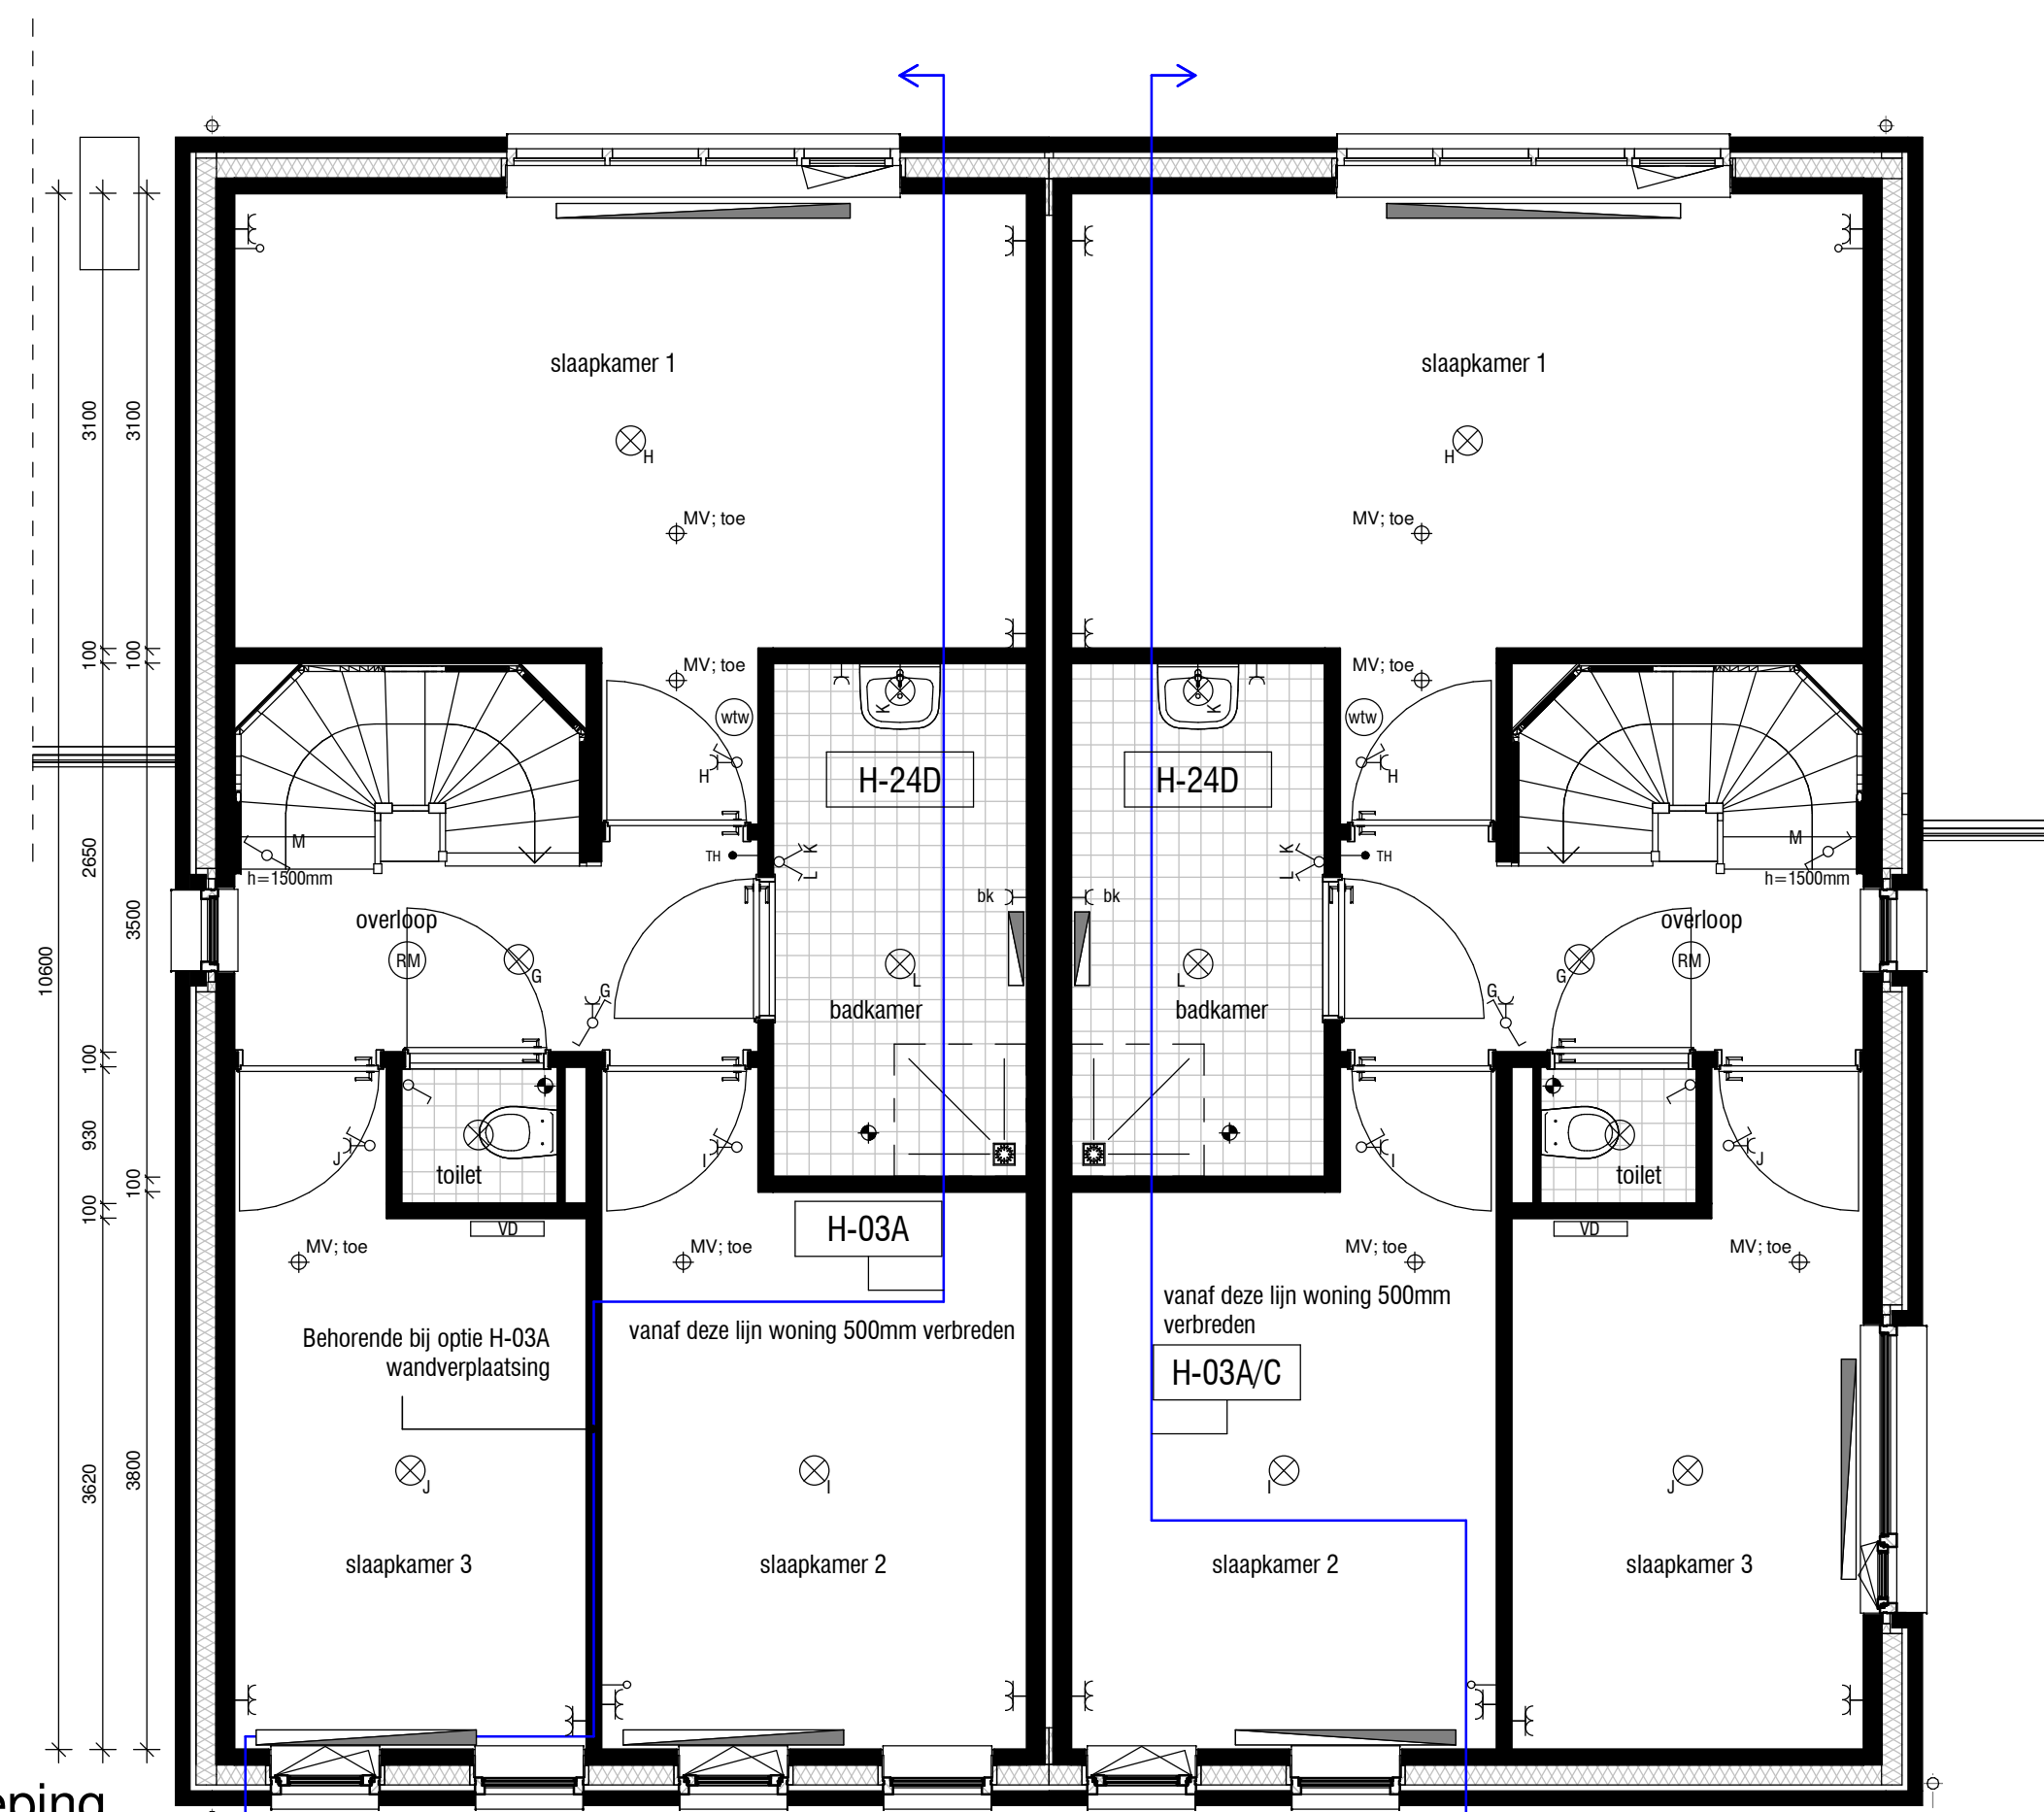 slaapkamer 1
slaapkamer 1
H
H
MV; toe
MV; toe
3100
3100
100
100
MV; toe
MV; toe
wtw
wtw
K
K
H
H
H-24D
H-24D
M
M
h=1500mm
h=1500mm
TH
TH
K
L
K
L
bk
bk
2650
3500
10600
overloop
overloop
RM
RM
G
G
G
G
L
L
badkamer
badkamer
100
930
100
100
J
I
I
J
toilet
toilet
VD
VD
H-03A
MV; toe
MV; toe
MV; toe
MV; toe
vanaf deze lijn woning 500mm
verbreden
vanaf deze lijn woning 500mm verbreden
Behorende bij optie H-03A
wandverplaatsing
H-03A/C
3620
3800
J
I
I
J
slaapkamer 3
slaapkamer 2
slaapkamer 2
slaapkamer 3
eping